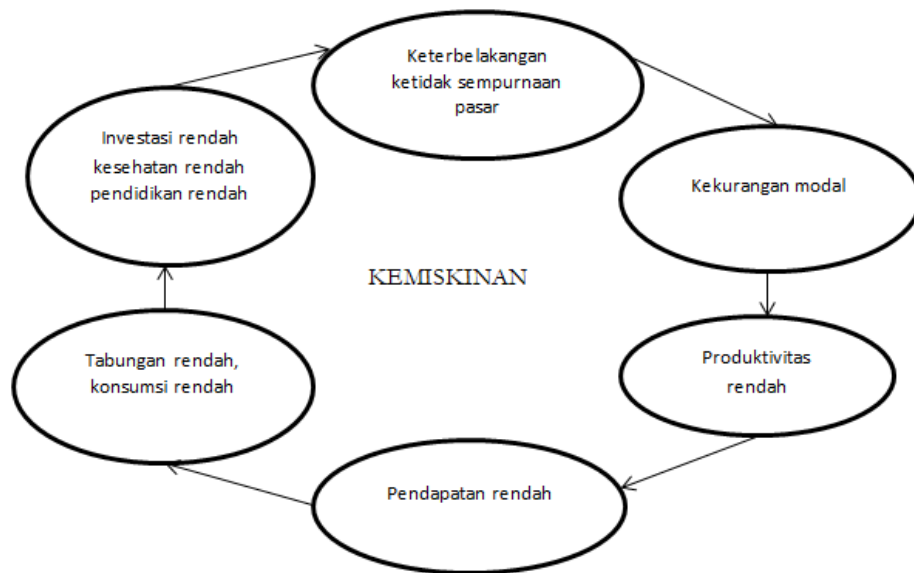 Keterbelakangan
ketidak sempurnaan
pasar
Kekurangan modal
Produktivitas
rendah
Pendapatan rendah
Tabungan rendah,
konsumsi rendah
Investasi rendah
kesehatan rendah
pendidikan rendah
KEMISKINAN